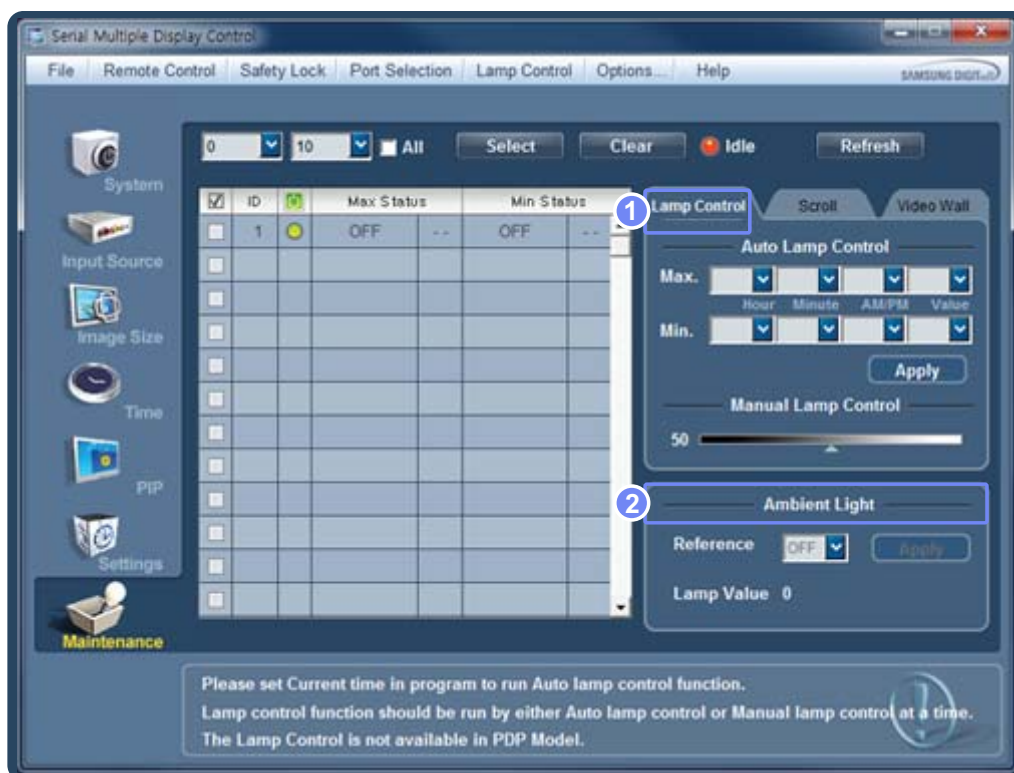 Serial Multiple Display Control
File Remote Control Safety Lock Port Selection Lamp Control Options... Help
0 10 All Select Clear Idle Refresh
System
Input Source
Image Size
Time
PIP
Settings
Maintenance
ID Max Status Min Status
1 OFF - - OFF - -
1 Lamp Control Scroll Video Wall
Auto Lamp Control
Max.
Hour Minute AM/PM Value
Min.
Apply
Manual Lamp Control
50
2 Ambient Light
Reference OFF Apply
Lamp Value 0
Please set Current time in program to run Auto lamp control function.
Lamp control function should be run by either Auto lamp control or Manual lamp control at a time.
The Lamp Control is not available in PDP Model.